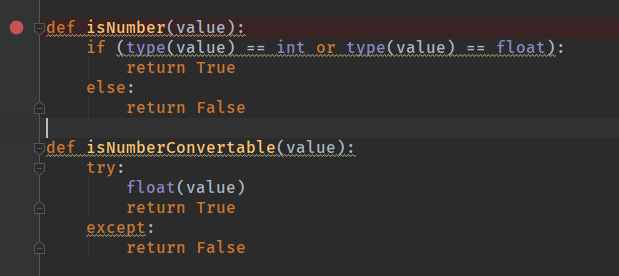 def isNumber(value):
    if (type(value) == int or type(value) == float):
        return True
    else:
        return False
def isNumberConvertable(value):
    try:
        float(value)
        return True
    except:
        return False